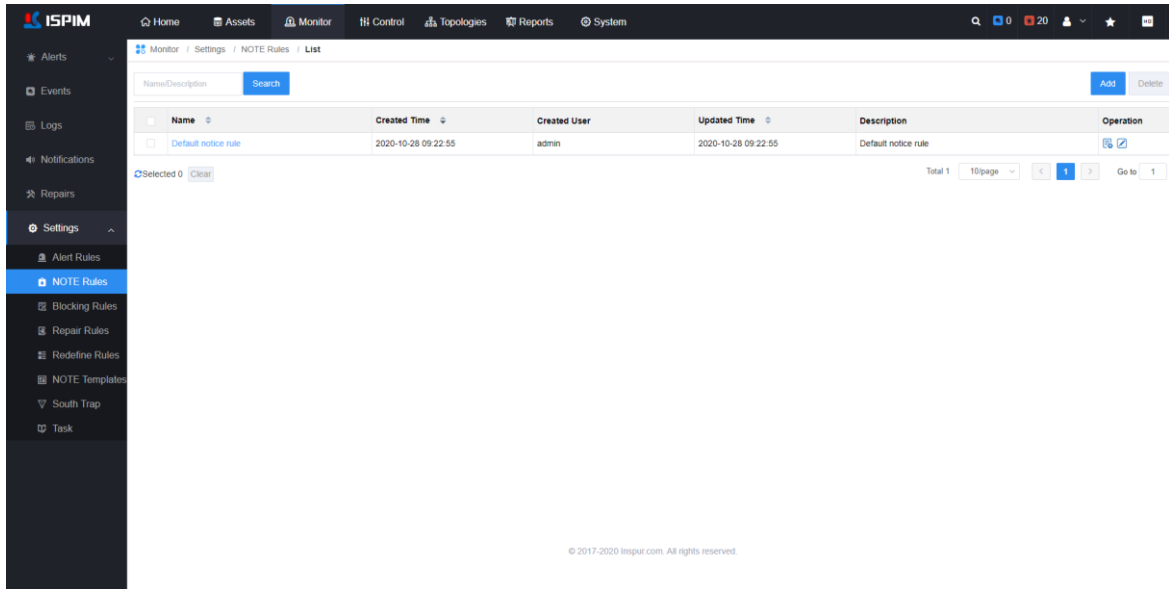 ISPIM Home Assets Monitor Control Topologies Reports System 0 20 HD
Monitor / Settings / NOTE Rules / List
Alerts
Events
Logs
Notifications
Repairs
Settings
Alert Rules
NOTE Rules
Blocking Rules
Repair Rules
Redefine Rules
NOTE Templates
South Trap
Task
Name/Description Search Add Delete
Name Created Time Created User Updated Time Description Operation
Default notice rule 2020-10-28 09:22:55 admin 2020-10-28 09:22:55 Default notice rule
Selected 0 Clear Total 1 10/page < 1 > Go to 1
© 2017-2020 Inspur.com. All rights reserved.